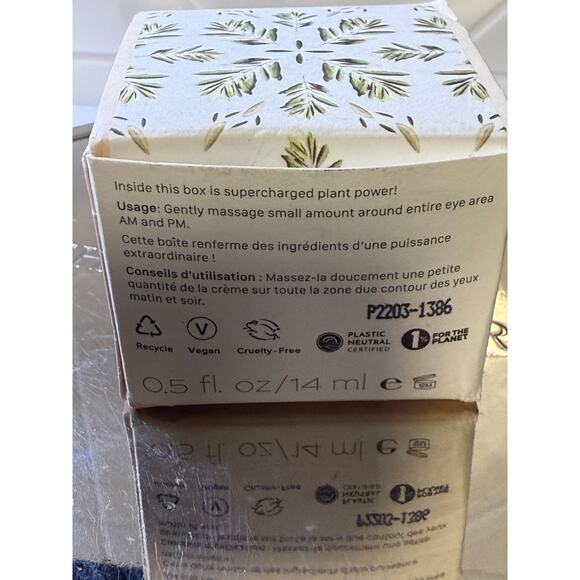 Inside this box is supercharged plant power!
Usage: Gently massage small amount around entire eye area
AM and PM.
Cette boîte renferme des ingrédients d'une puissance
extraordinaire !
Conseils d'utilisation : Massez-la doucement une petite
quantité de la crème sur toute la zone due contour des yeux
matin et soir.
P2203-1386
Recycle
V
Vegan
Cruelty-Free
PLASTIC
NEUTRAL
CERTIFIED
1%
FOR THE
PLANET
0.5 fl. oz/14 ml e